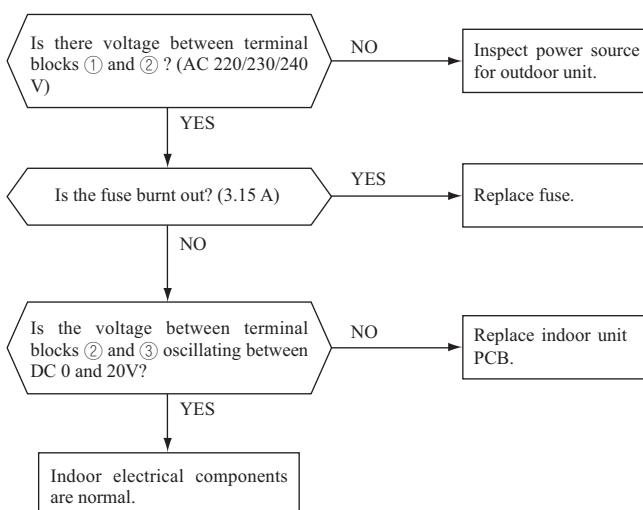 Is there voltage between terminal
blocks ① and ② ? (AC 220/230/240
V)
NO
Inspect power source
for outdoor unit.
YES
Is the fuse burnt out? (3.15 A)
YES
Replace fuse.
NO
Is the voltage between terminal
blocks ② and ③ oscillating between
DC 0 and 20V?
NO
Replace indoor unit
PCB.
YES
Indoor electrical components
are normal.